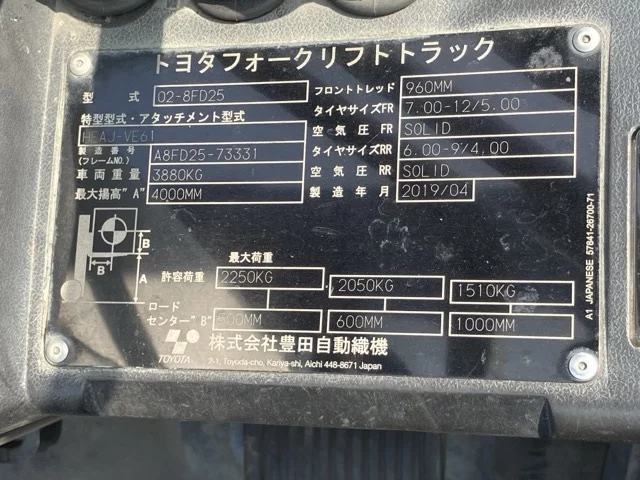 トヨタフォークリフトトラック
型式 02-8FD25
特型型式・アタッチメント型式
HFAJ-VE61
製造番号(フレームNO.) A8FD25-73331
車両重量 3880KG
最大揚高"A" 4000MM
フロントトレッド 960MM
タイヤサイズFR 7.00-12/5.00
空気圧 FR SOLID
タイヤサイズRR 6.00-9/4.00
空気圧 RR SOLID
製造年月 2019/04
B
B
A
最大荷重
許容荷重 2250KG 2050KG 1510KG
ロードセンター"B" 500MM 600MM 1000MM
TOYOTA
株式会社豊田自動織機
2-1, Toyoda-cho, Kariya-shi, Aichi 448-8671 Japan
A1 JAPANESE 57841-26700-71